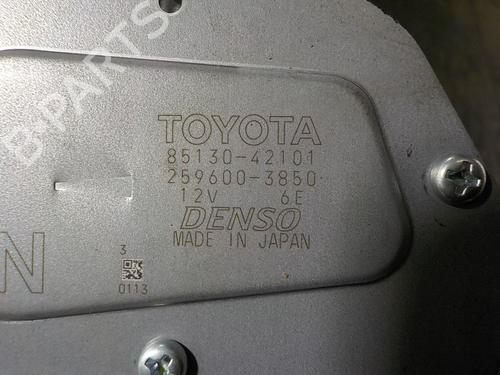 B-PARTS
TOYOTA
85130-42101
259600-3850
12V 6E
DENSO
MADE IN JAPAN
N
3
0113